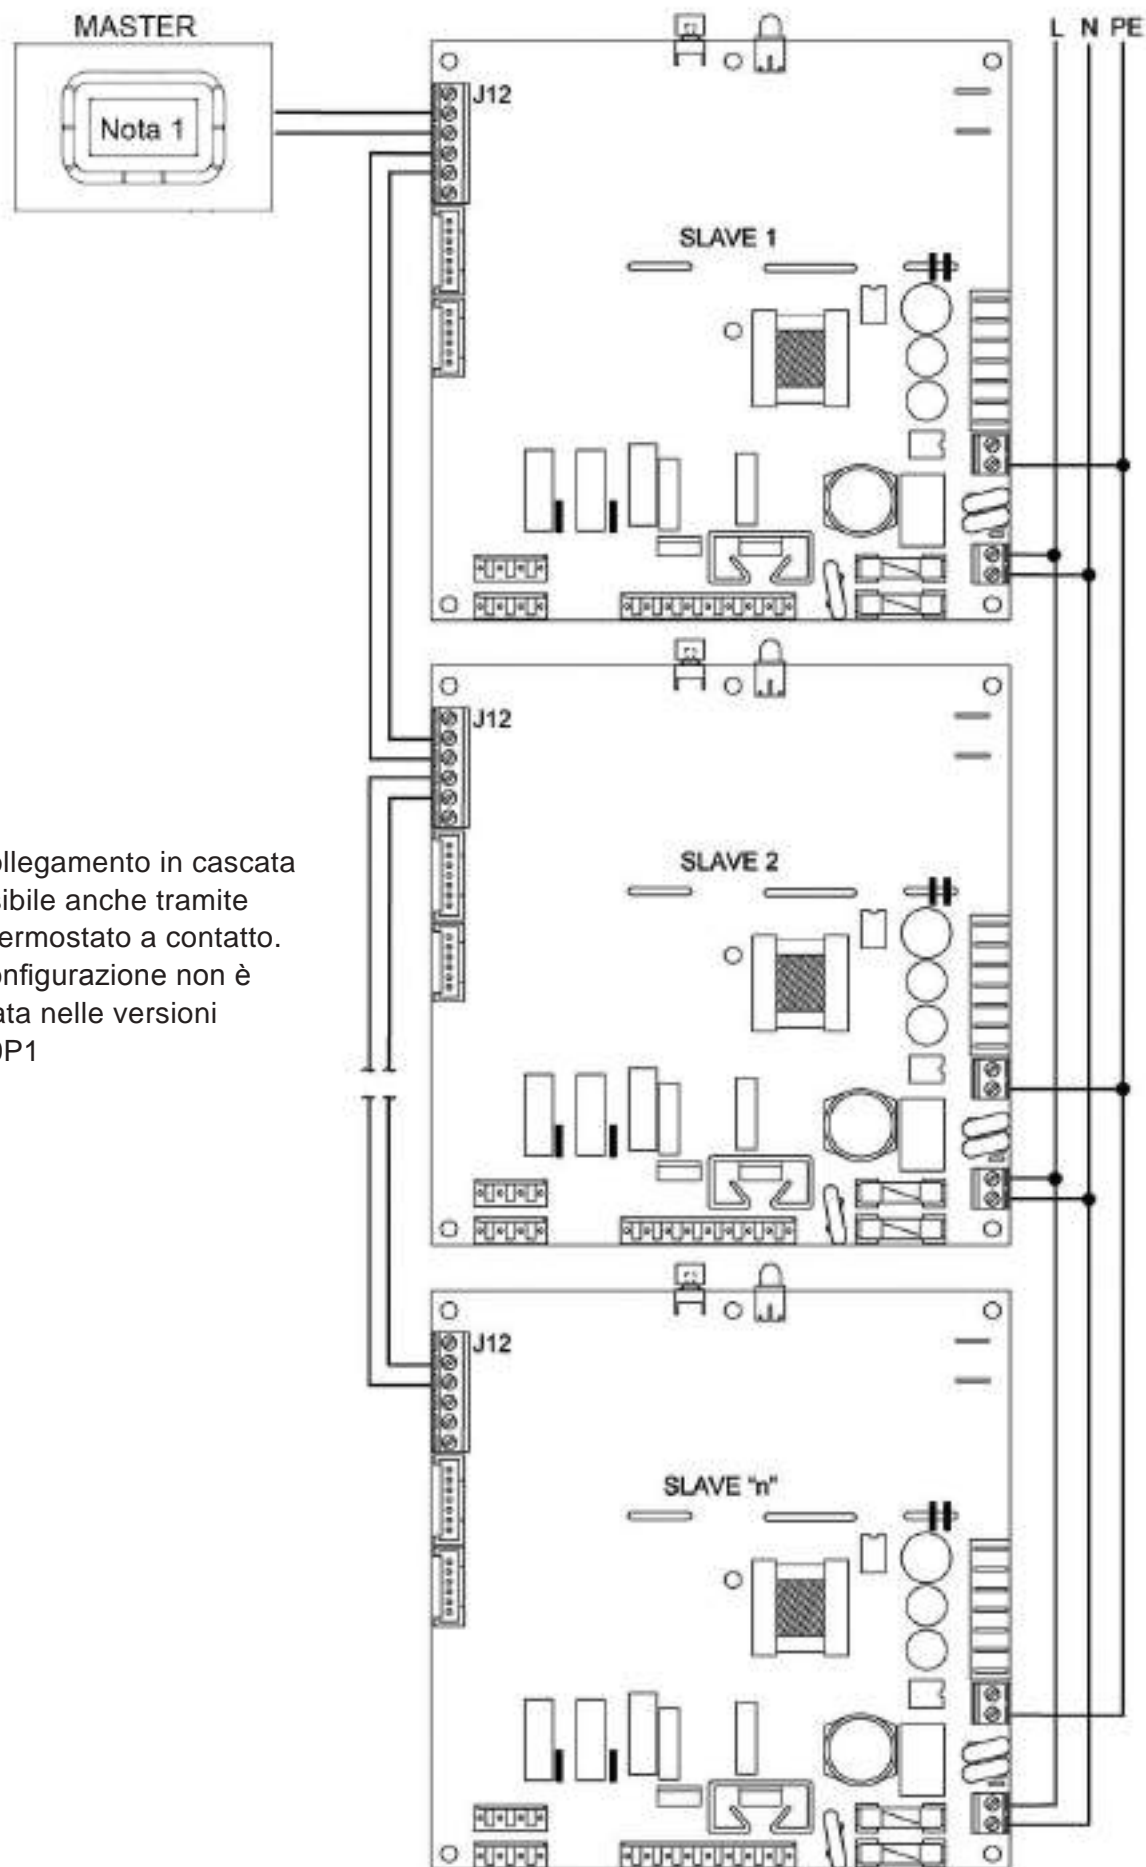 MASTER
L N PE
J12
Nota 1
SLAVE 1
J12
SLAVE 2
ollegamento in cascata
sibile anche tramite
ermostato a contatto.
onfigurazione non è
ata nelle versioni
P1
J12
SLAVE "n"